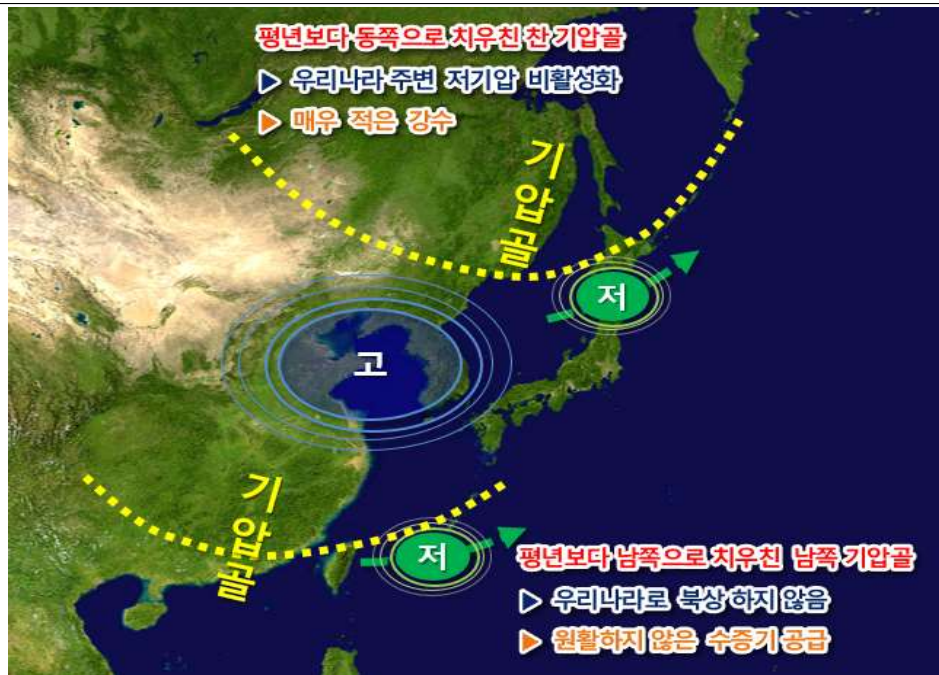 평년보다 동쪽으로 치우친 찬 기압골
▶ 우리나라 주변 저기압 비활성화
▶ 매우 적은 강수
기압골
저
고
기압골
저
평년보다 남쪽으로 치우친 남쪽 기압골
▶ 우리나라로 북상 하지 않음
▶ 원활하지 않은 수증기 공급